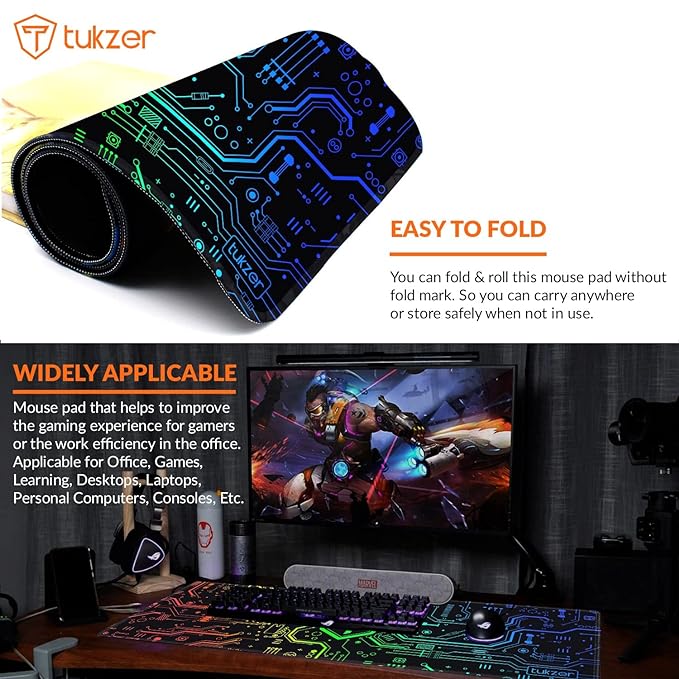 tukzer
tukzer
EASY TO FOLD
You can fold & roll this mouse pad without
fold mark. So you can carry anywhere
or store safely when not in use.
WIDELY APPLICABLE
Mouse pad that helps to improve
the gaming experience for gamers
or the work efficiency in the office.
Applicable for Office, Games,
Learning, Desktops, Laptops,
Personal Computers, Consoles, Etc.
tukzer